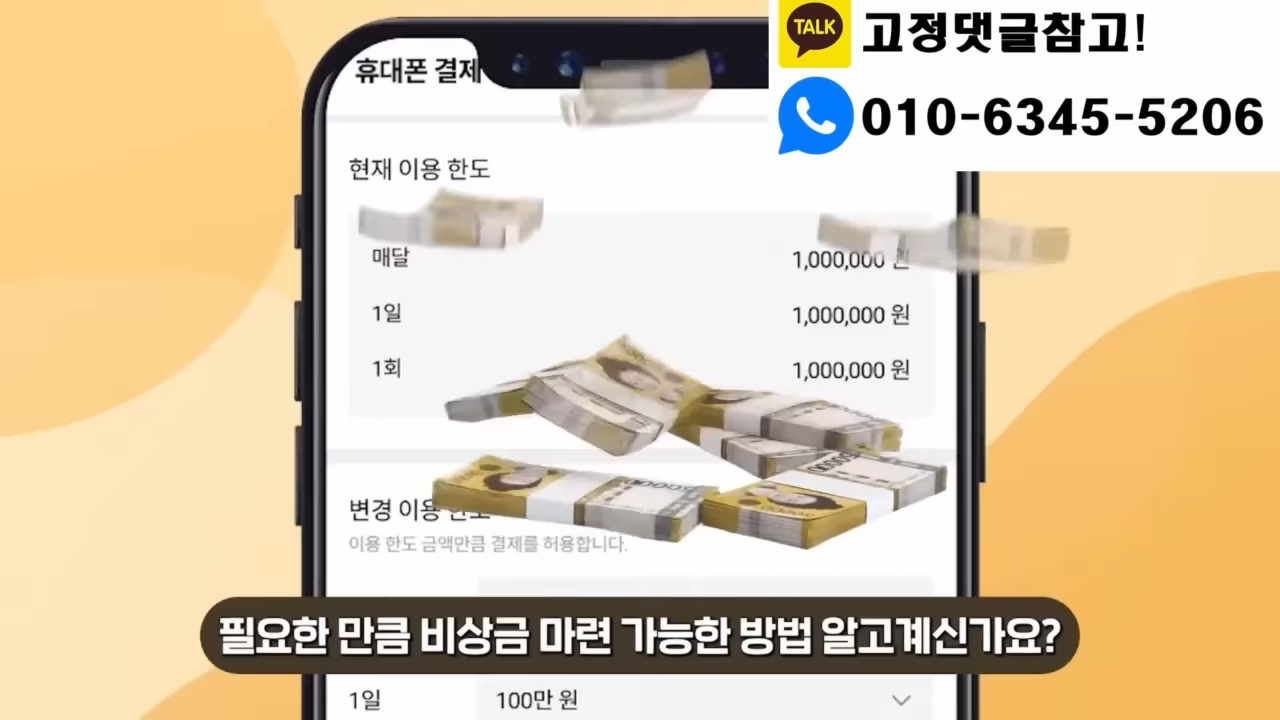 휴대폰 결제
TALK 고정댓글참고!
010-6345-5206
현재 이용 한도
매달 1,000,000 원
1일 1,000,000 원
1회 1,000,000 원
변경 이용 한도
이용 한도 금액만큼 결제를 허용합니다.
필요한 만큼 비상금 마련 가능한 방법 알고계신가요?
1일 100만 원